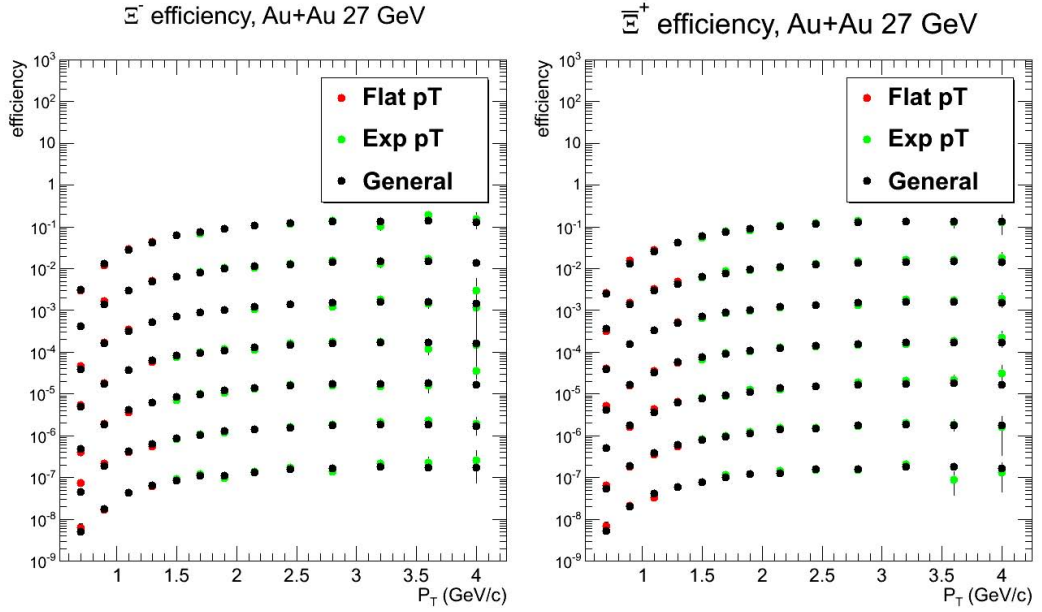 Ξ⁻ efficiency, Au+Au 27 GeV
efficiency
10³
10²
10
1
10⁻¹
10⁻²
10⁻³
10⁻⁴
10⁻⁵
10⁻⁶
10⁻⁷
10⁻⁸
10⁻⁹
Flat pT
Exp pT
General
1 1.5 2 2.5 3 3.5 4
P_T (GeV/c)
Ξ̅⁺ efficiency, Au+Au 27 GeV
efficiency
10³
10²
10
1
10⁻¹
10⁻²
10⁻³
10⁻⁴
10⁻⁵
10⁻⁶
10⁻⁷
10⁻⁸
10⁻⁹
Flat pT
Exp pT
General
1 1.5 2 2.5 3 3.5 4
P_T (GeV/c)